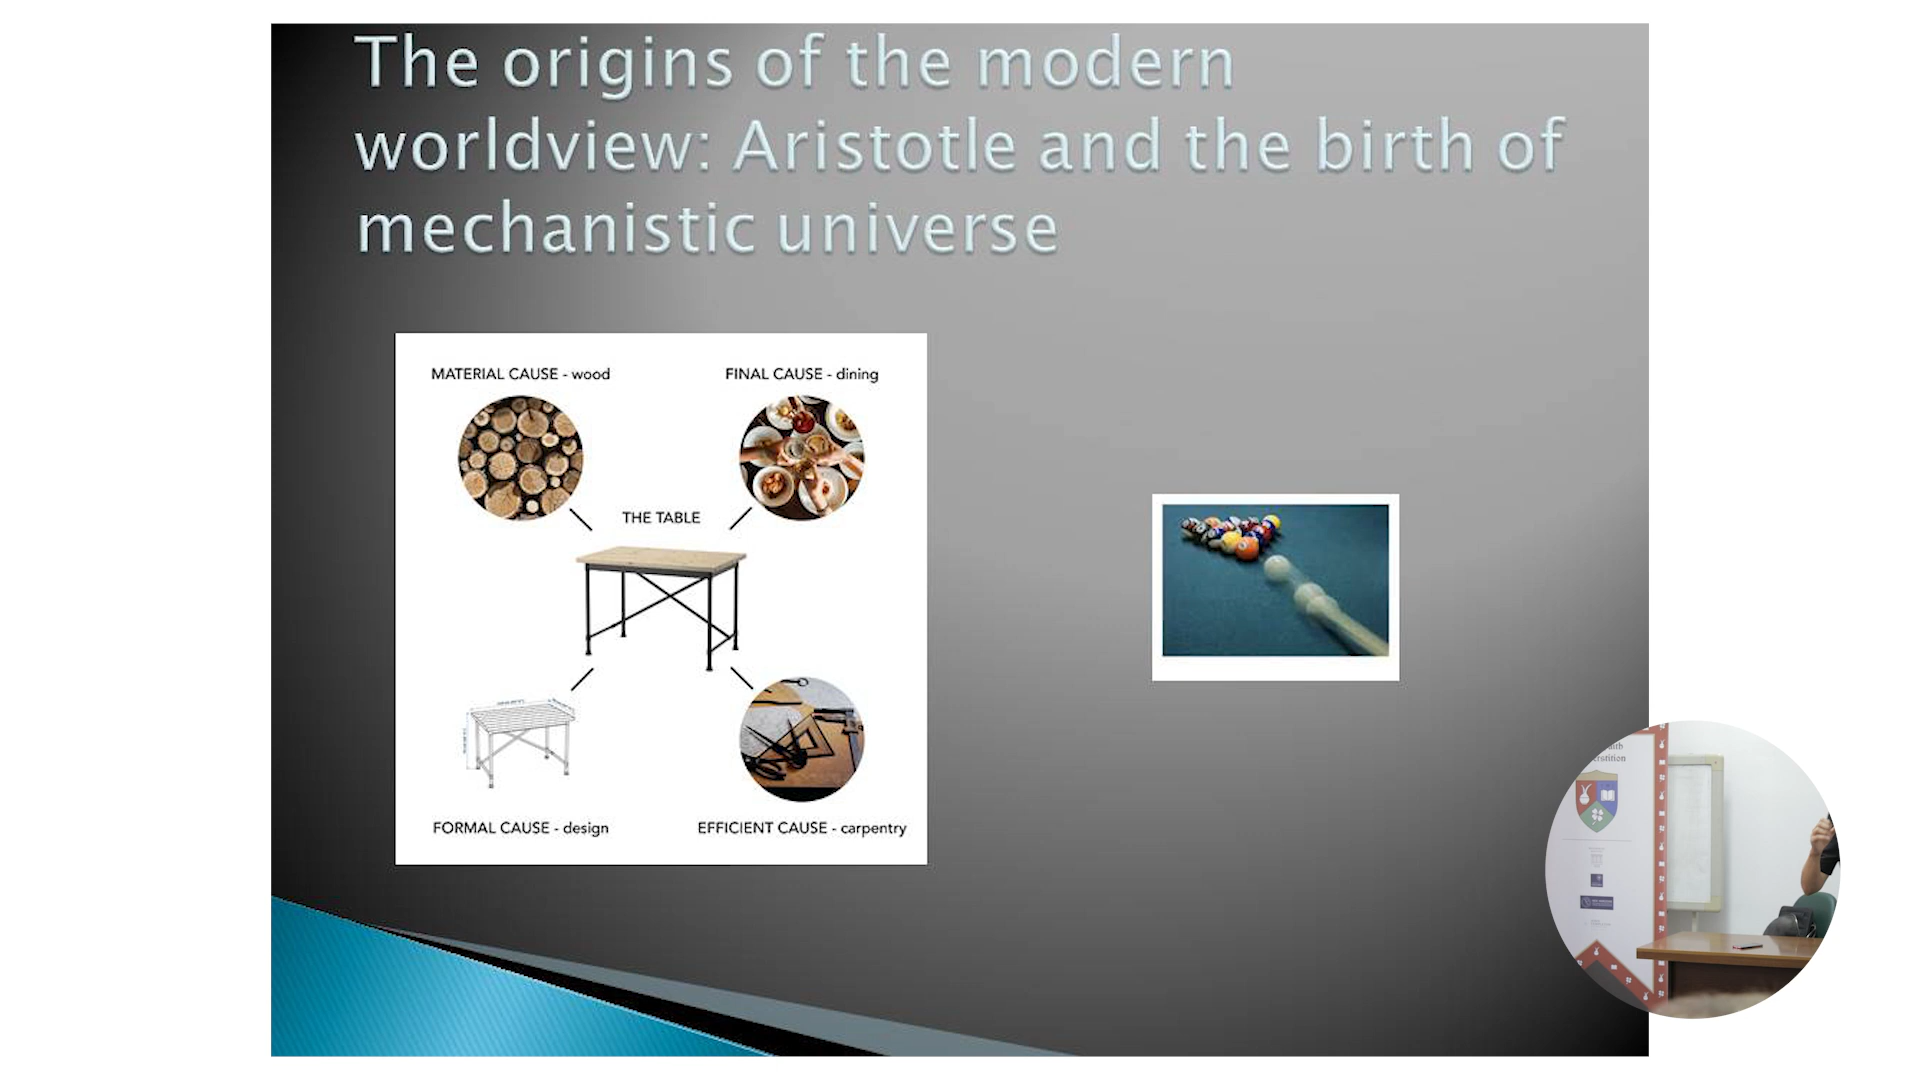 The origins of the modern
worldview: Aristotle and the birth of
mechanistic universe
MATERIAL CAUSE - wood
FINAL CAUSE - dining
THE TABLE
FORMAL CAUSE - design
EFFICIENT CAUSE - carpentry